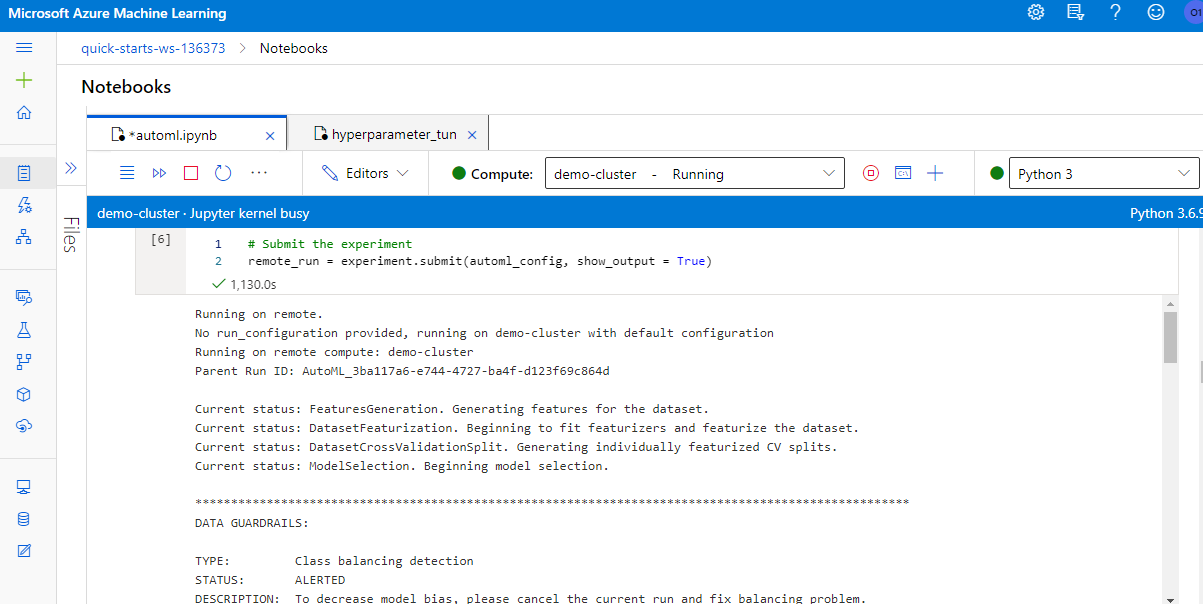 Microsoft Azure Machine Learning
quick-starts-ws-136373 > Notebooks
Notebooks
*automl.ipynb ×
hyperparameter_tun ×
Editors
Compute:
demo-cluster - Running
Python 3
demo-cluster · Jupyter kernel busy
Python 3.6.9
Files
[6]
1 # Submit the experiment
2 remote_run = experiment.submit(automl_config, show_output = True)
1,130.0s
Running on remote.
No run_configuration provided, running on demo-cluster with default configuration
Running on remote compute: demo-cluster
Parent Run ID: AutoML_3ba117a6-e744-4727-ba4f-d123f69c864d
Current status: FeaturesGeneration. Generating features for the dataset.
Current status: DatasetFeaturization. Beginning to fit featurizers and featurize the dataset.
Current status: DatasetCrossValidationSplit. Generating individually featurized CV splits.
Current status: ModelSelection. Beginning model selection.
****************************************************************************************************
DATA GUARDRAILS:
TYPE: Class balancing detection
STATUS: ALERTED
DESCRIPTION: To decrease model bias, please cancel the current run and fix balancing problem.